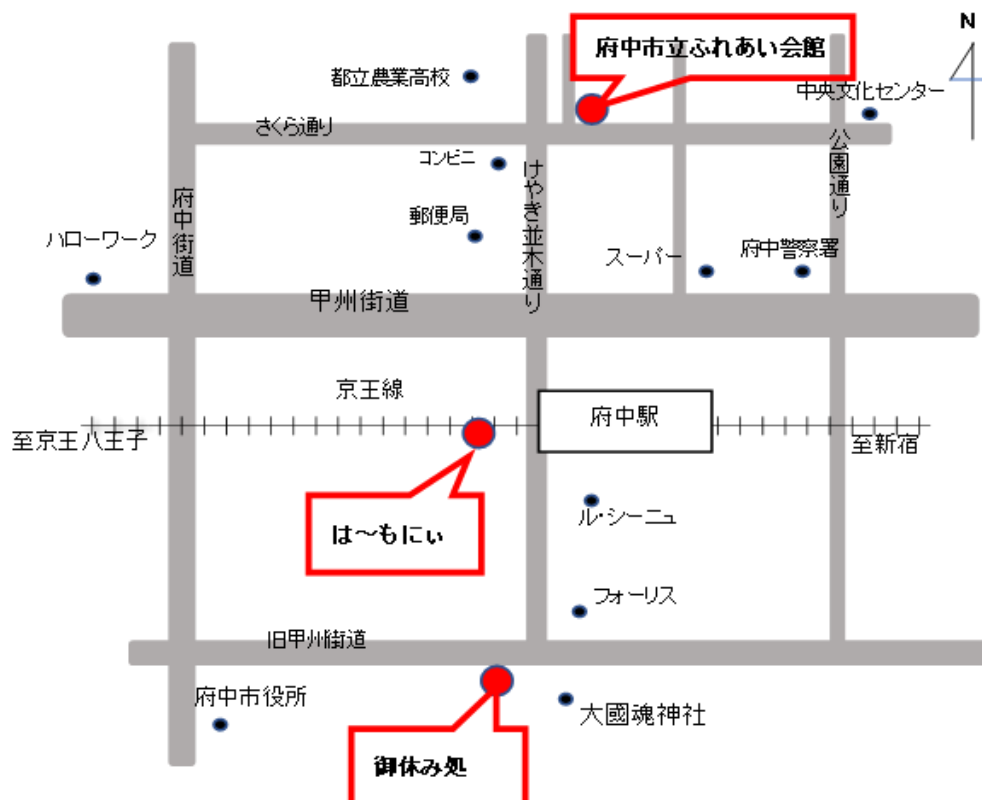 N
府中市立ふれあい会館
都立農業高校
中央文化センター
さくら通り
コンビニ
公園通り
けやき並木通り
府中街道
郵便局
ハローワーク
スーパー
府中警察署
甲州街道
京王線
府中駅
至京王八王子
至新宿
ル・シーニュ
は～もにぃ
フォーリス
旧甲州街道
府中市役所
大國魂神社
御休み処